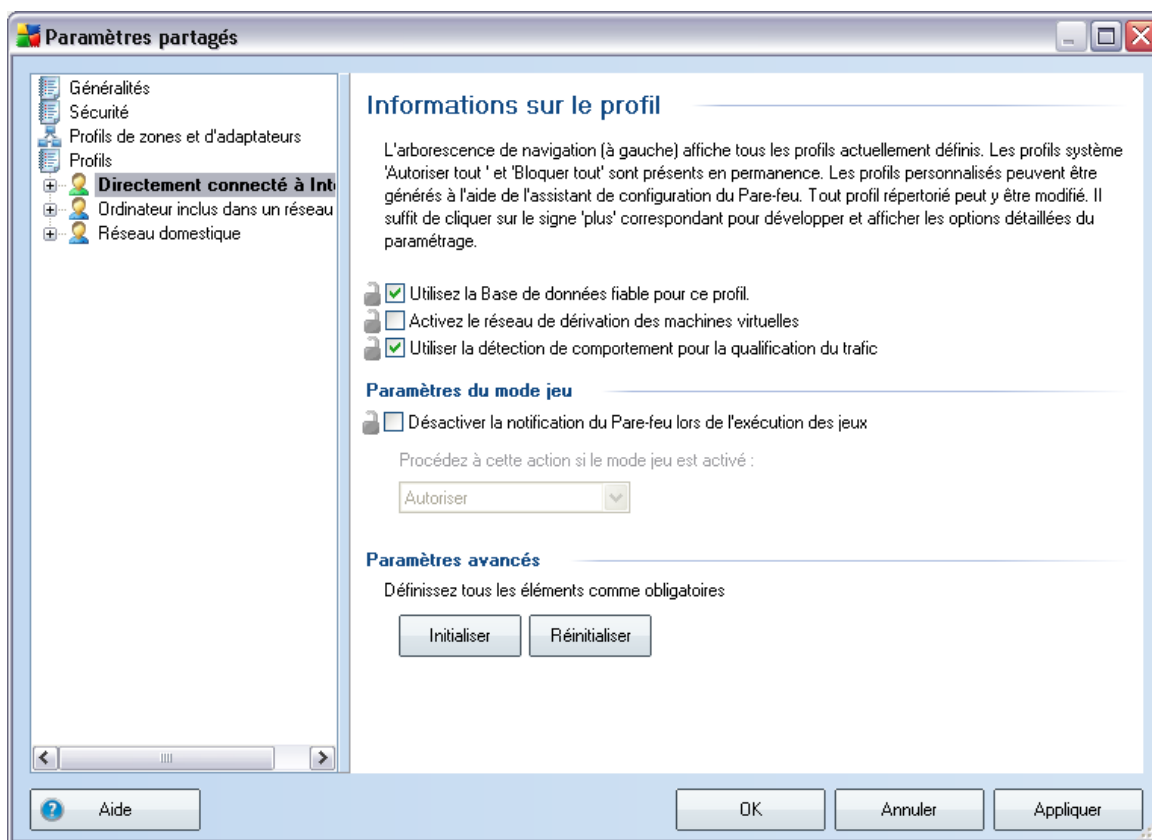 Paramètres partagés
Généralités
Sécurité
Profils de zones et d'adaptateurs
Profils
Directement connecté à Int
Ordinateur inclus dans un réseau
Réseau domestique
Informations sur le profil
L'arborescence de navigation (à gauche) affiche tous les profils actuellement définis. Les profils système
'Autoriser tout ' et 'Bloquer tout' sont présents en permanence. Les profils personnalisés peuvent être
générés à l'aide de l'assistant de configuration du Pare-feu. Tout profil répertorié peut y être modifié. Il
suffit de cliquer sur le signe 'plus' correspondant pour développer et afficher les options détaillées du
paramétrage.
Utilisez la Base de données fiable pour ce profil.
Activez le réseau de dérivation des machines virtuelles
Utiliser la détection de comportement pour la qualification du trafic
Paramètres du mode jeu
Désactiver la notification du Pare-feu lors de l'exécution des jeux
Procédez à cette action si le mode jeu est activé :
Autoriser
Paramètres avancés
Définissez tous les éléments comme obligatoires
Initialiser
Réinitialiser
Aide
OK
Annuler
Appliquer